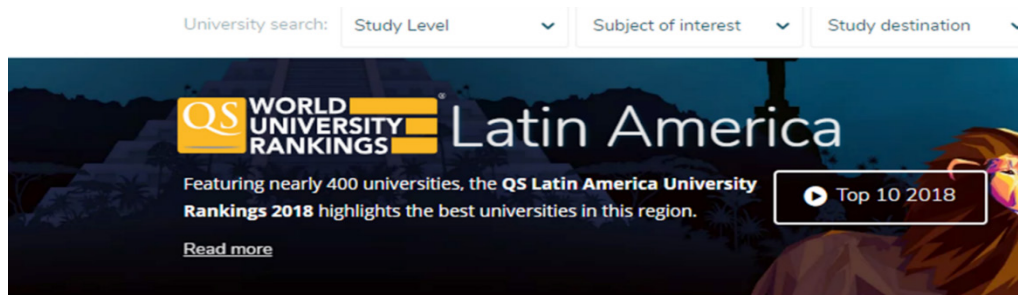 University search: Study Level Subject of interest Study destination
QS WORLD UNIVERSITY RANKINGS® Latin America
Featuring nearly 400 universities, the QS Latin America University
Rankings 2018 highlights the best universities in this region.
Top 10 2018
Read more